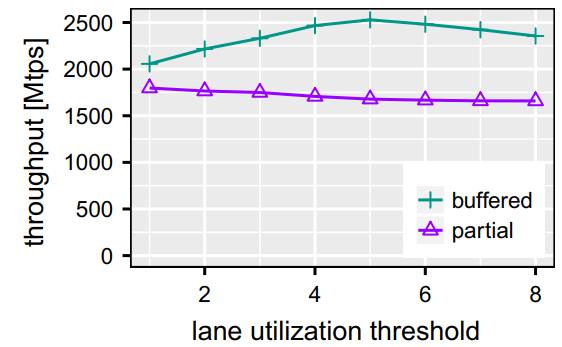 throughput [Mtps]
2500
2000
1500
1000
500
0
buffered
partial
2 4 6 8
lane utilization threshold